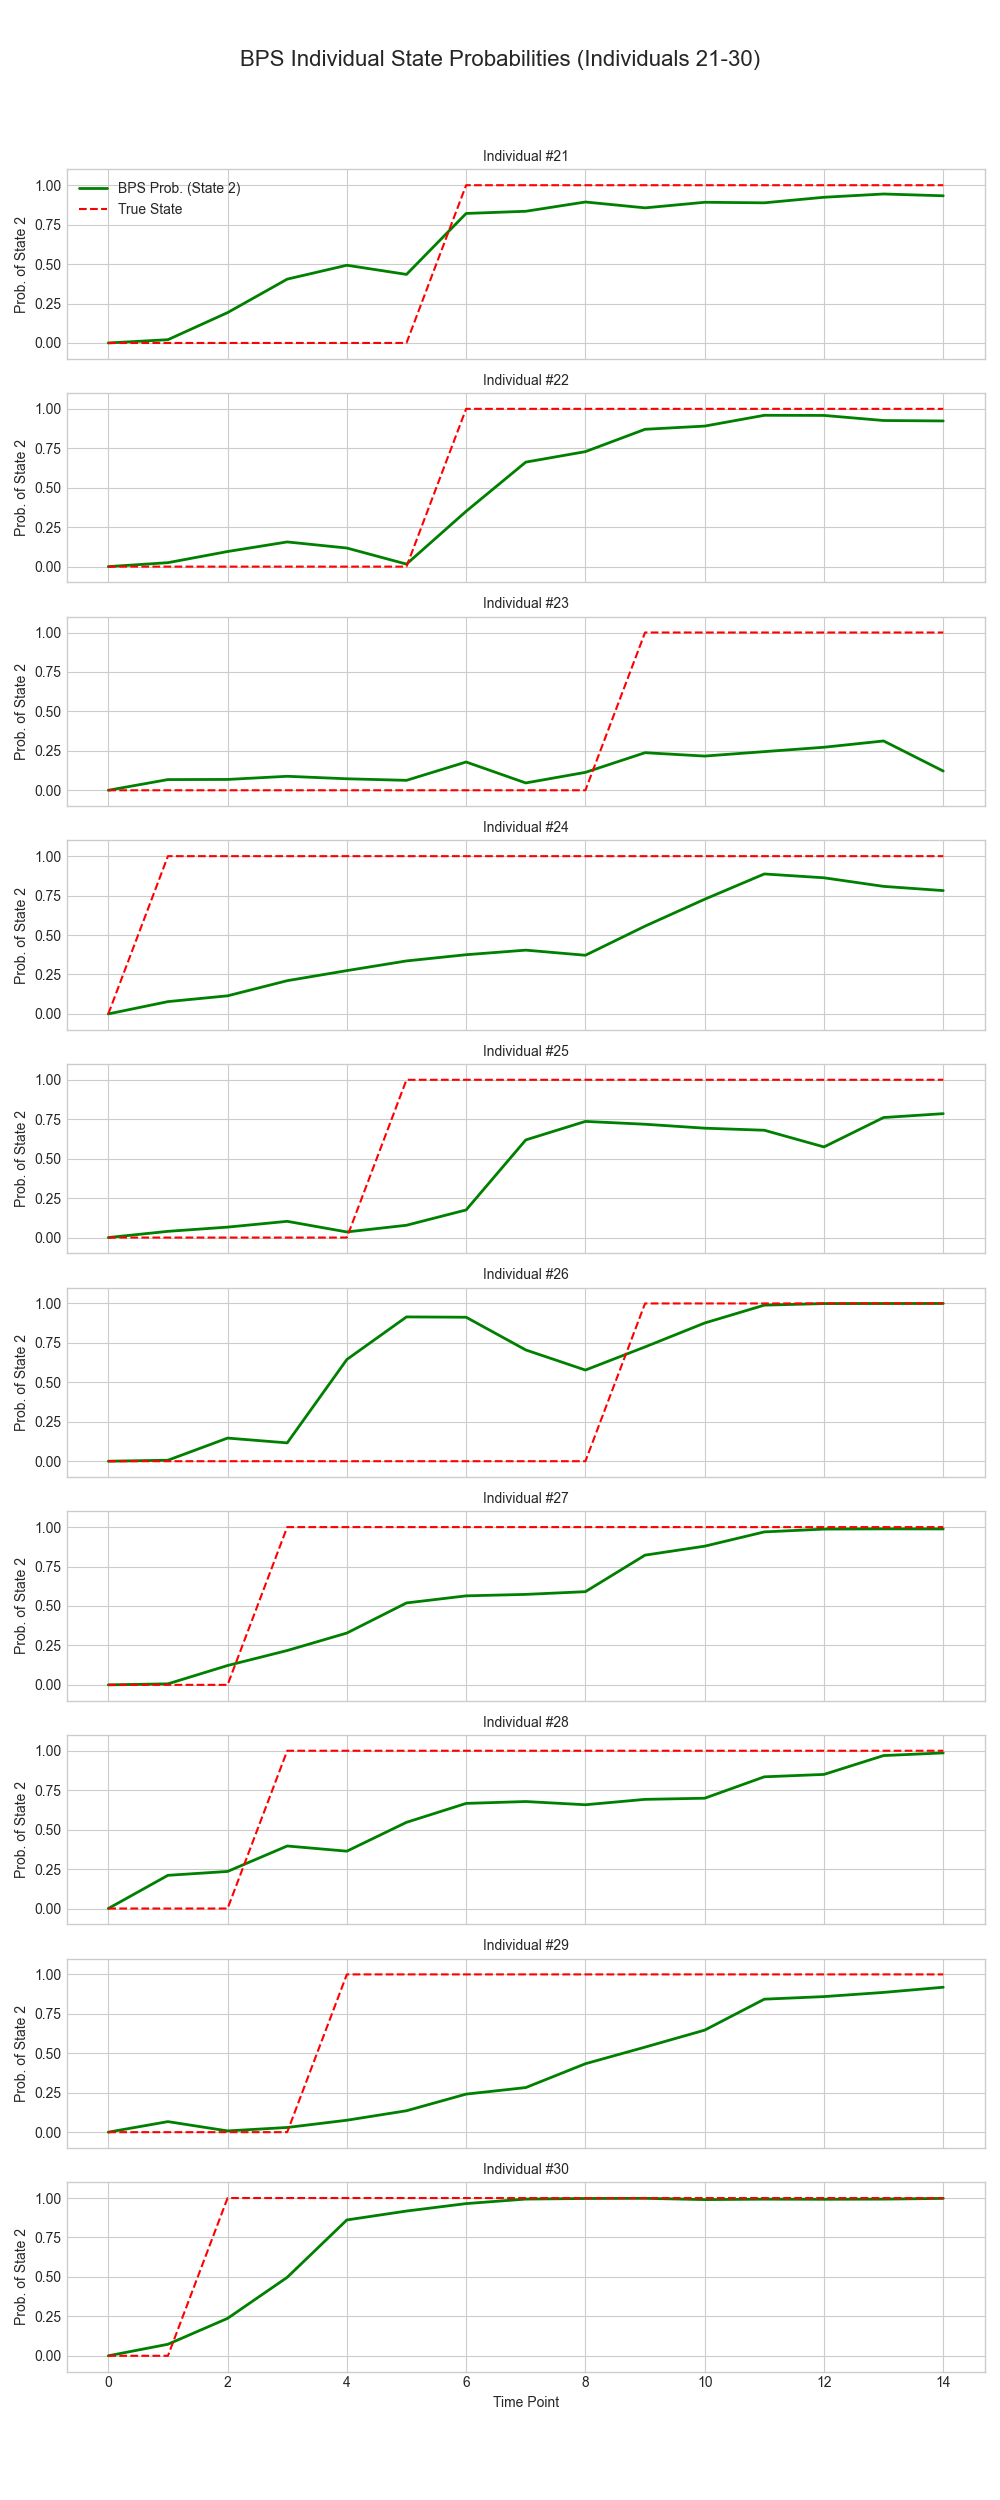 BPS Individual State Probabilities (Individuals 21-30)
Individual #21
BPS Prob. (State 2)
True State
Prob. of State 2
1.00
0.75
0.50
0.25
0.00
Individual #22
Prob. of State 2
1.00
0.75
0.50
0.25
0.00
Individual #23
Prob. of State 2
1.00
0.75
0.50
0.25
0.00
Individual #24
Prob. of State 2
1.00
0.75
0.50
0.25
0.00
Individual #25
Prob. of State 2
1.00
0.75
0.50
0.25
0.00
Individual #26
Prob. of State 2
1.00
0.75
0.50
0.25
0.00
Individual #27
Prob. of State 2
1.00
0.75
0.50
0.25
0.00
Individual #28
Prob. of State 2
1.00
0.75
0.50
0.25
0.00
Individual #29
Prob. of State 2
1.00
0.75
0.50
0.25
0.00
Individual #30
Prob. of State 2
1.00
0.75
0.50
0.25
0.00
0 2 4 6 8 10 12 14
Time Point